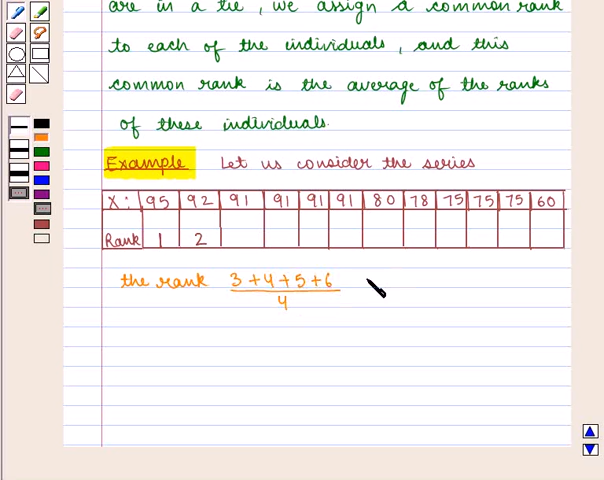 are in a tie, we assign a common rank
to each of the individuals, and this
common rank is the average of the ranks
of these individuals.
Example Let us consider the series
X: 95 92 91 91 91 91 80 78 75 75 75 60
Rank 1 2
the rank 3+4+5+6
4